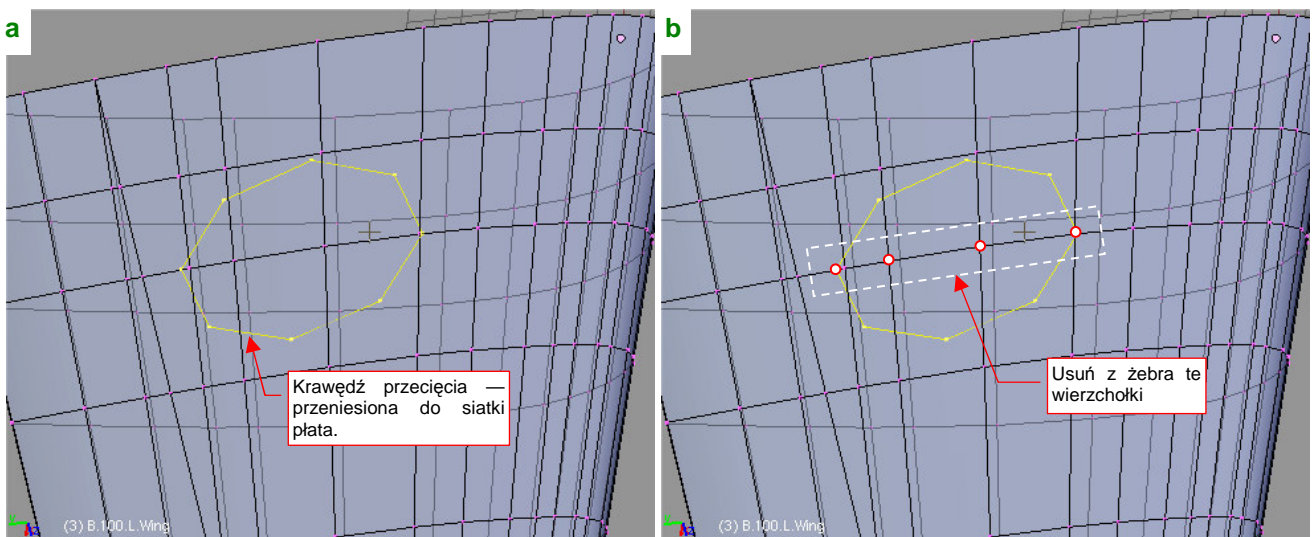 a
b
Krawędź przecięcia —
przeniesiona do siatki
płata.
Usuń z żebra te
wierzchołki
(3) B.100.L.Wing
(3) B.100.L.Wing